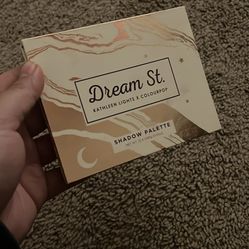 Dream St.
KATHLEEN LIGHTS X COLOURPOP
SHADOW PALETTE